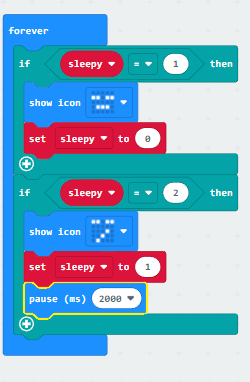 forever
if sleepy = 1 then
show icon
set sleepy to 0
if sleepy = 2 then
show icon
set sleepy to 1
pause (ms) 2000